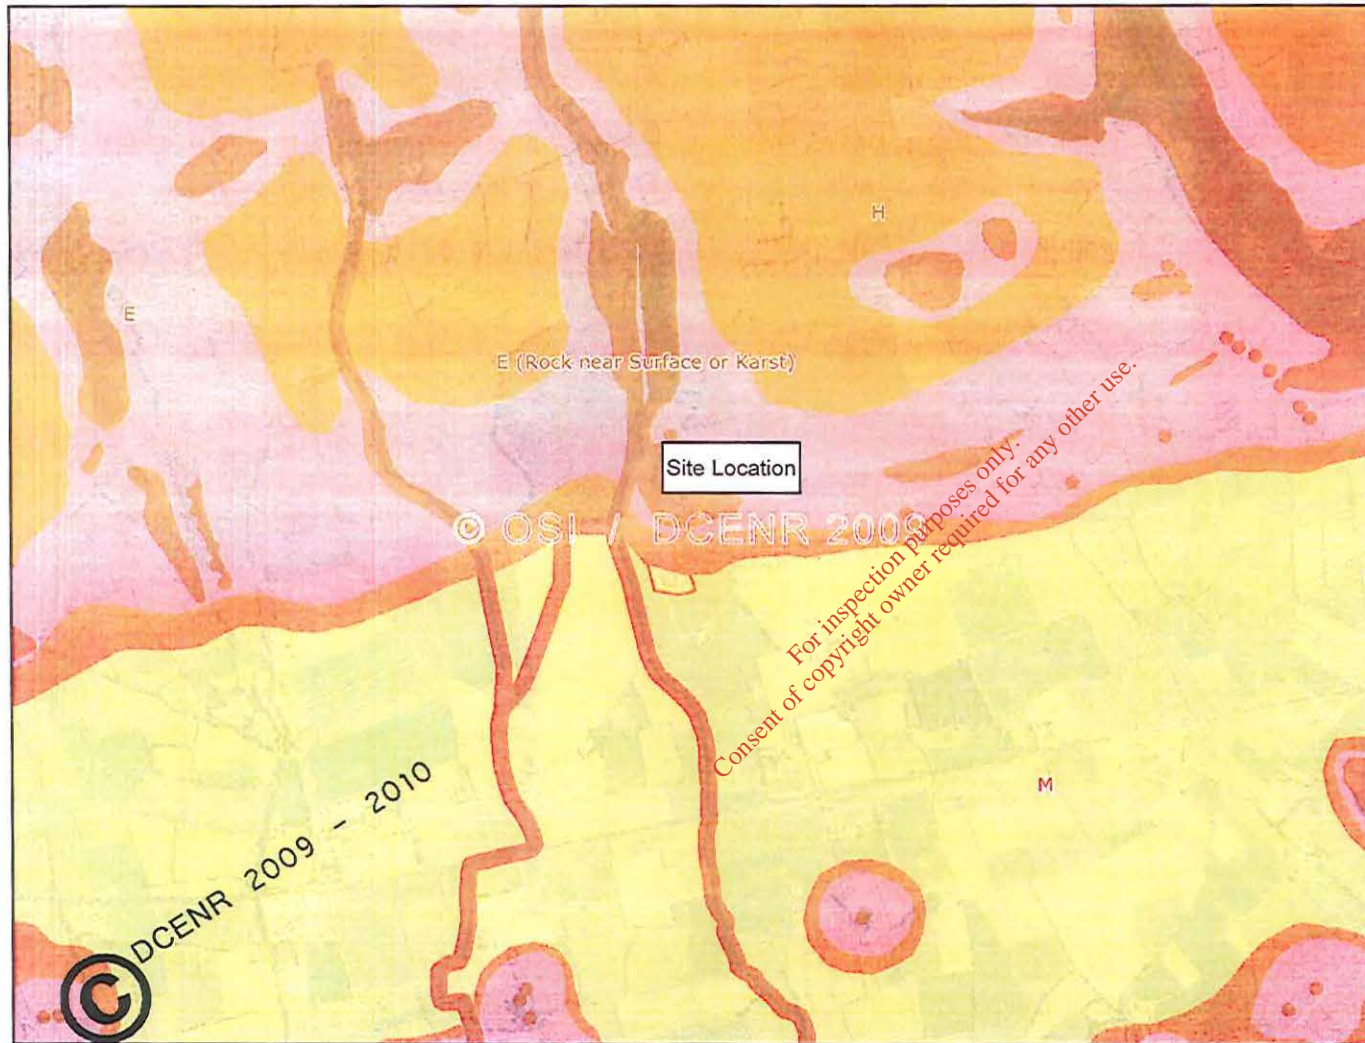 H
E
E (Rock near Surface or Karst)
Site Location
© OSI / DCENR 2009
For inspection purposes only.
Consent of copyright owner required for any other use.
M
© DCENR 2009 - 2010